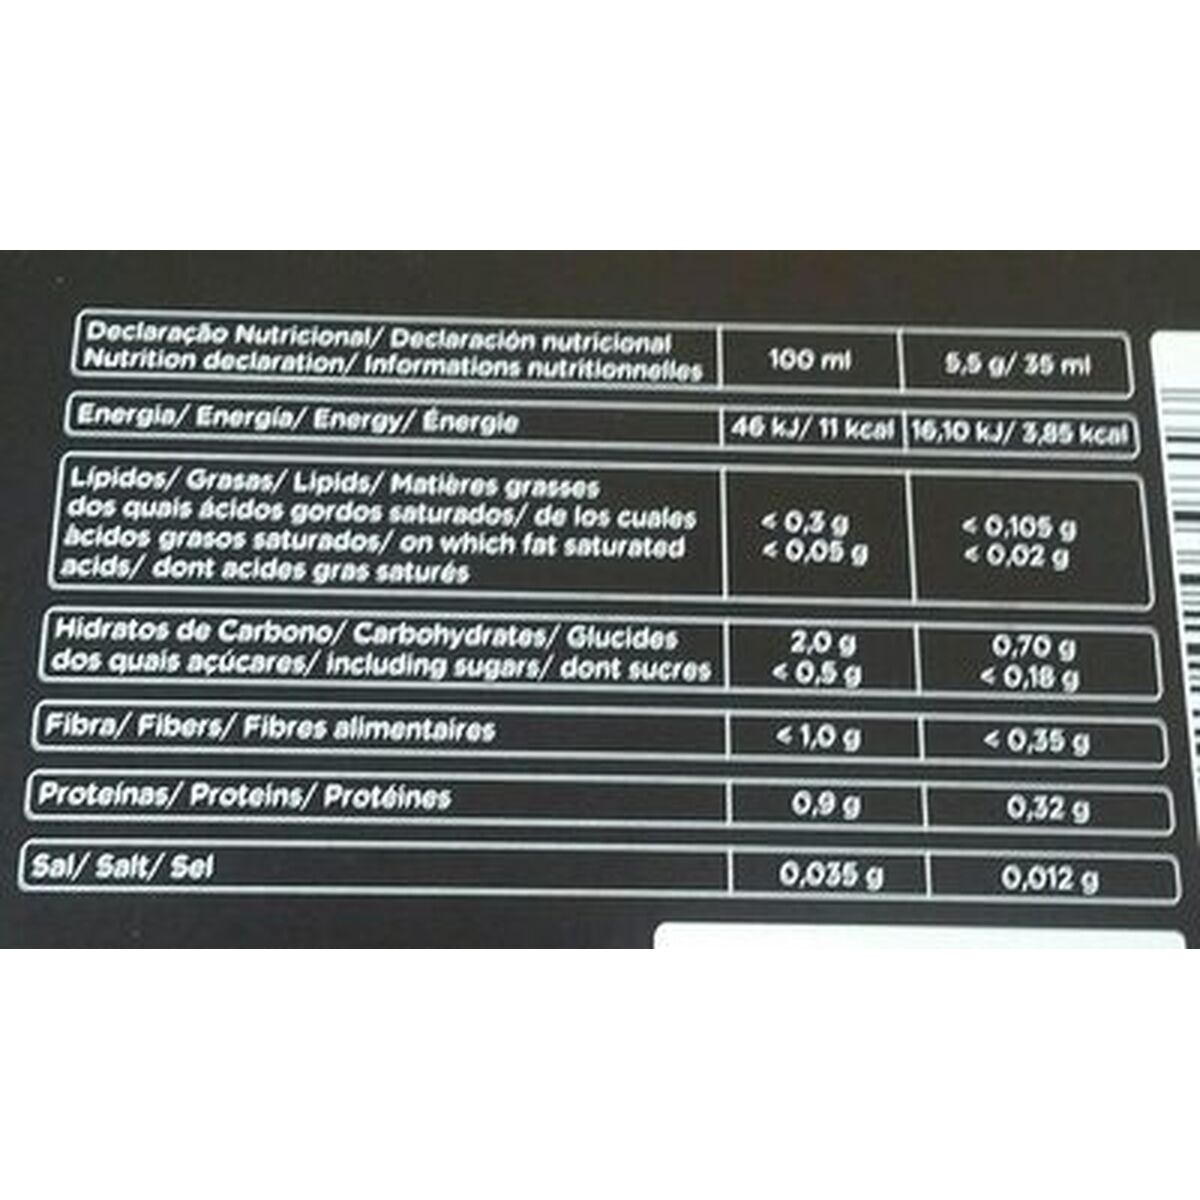 Declaração Nutricional/ Declaración nutricional
Nutrition declaration/ Informations nutritionnelles
100 ml
5,5 g/ 35 ml
Energia/ Energía/ Energy/ Énergie
46 kJ/ 11 kcal
16,10 kJ/ 3,85 kcal
Lípidos/ Grasas/ Lipids/ Matières grasses
dos quais ácidos gordos saturados/ de los cuales
ácidos grasos saturados/ on which fat saturated
acids/ dont acides gras saturés
< 0,3 g
< 0,05 g
< 0,105 g
< 0,02 g
Hidratos de Carbono/ Carbohydrates/ Glucides
dos quais açúcares/ including sugars/ dont sucres
2,0 g
< 0,5 g
0,70 g
< 0,18 g
Fibra/ Fibers/ Fibres alimentaires
< 1,0 g
< 0,35 g
Proteínas/ Proteins/ Protéines
0,9 g
0,32 g
Sal/ Salt/ Sel
0,035 g
0,012 g